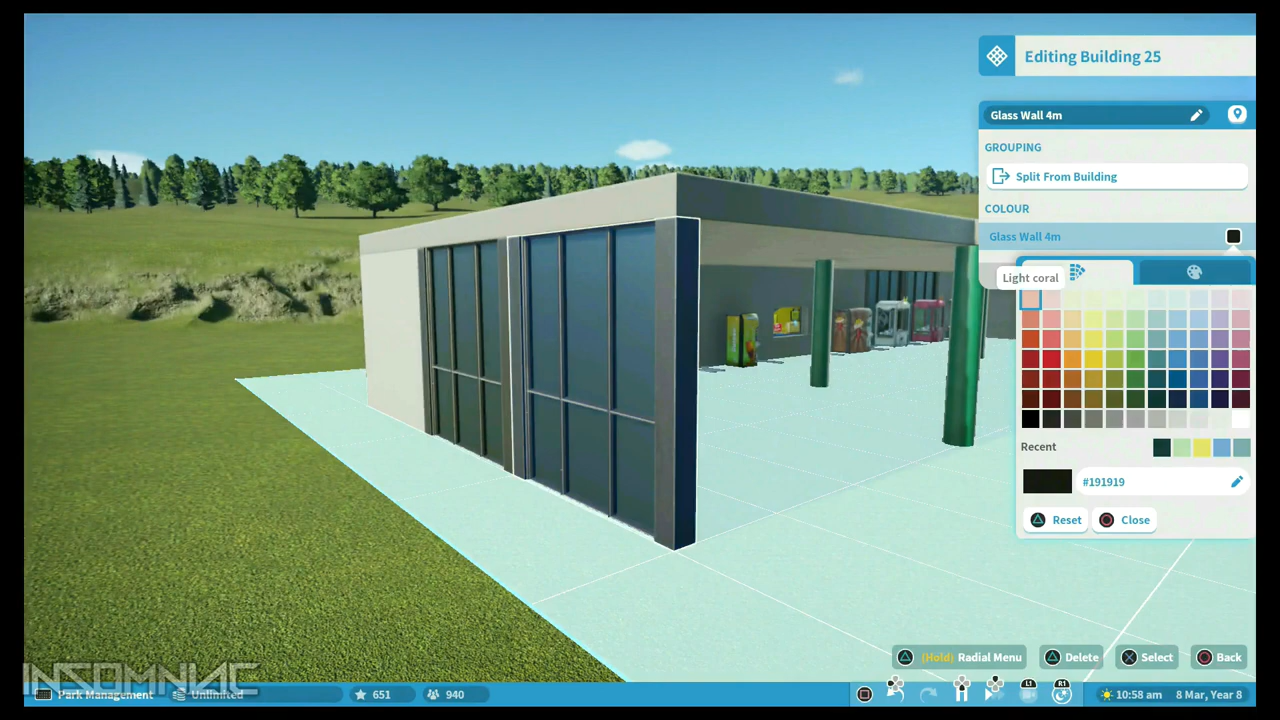 Editing Building 25
Glass Wall 4m
GROUPING
Split From Building
COLOUR
Glass Wall 4m
Light coral
Recent
#191919
Reset
Close
(Hold) Radial Menu
Delete
Select
Back
INSOMNIAC
Park Management
Unlimited
651
940
L1
R1
10:58 am
8 Mar, Year 8